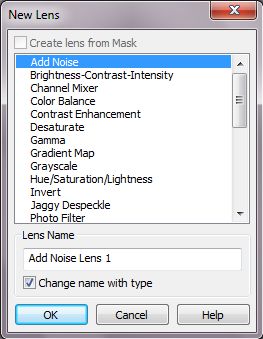 New Lens
Create lens from Mask
Add Noise
Brightness-Contrast-Intensity
Channel Mixer
Color Balance
Contrast Enhancement
Desaturate
Gamma
Gradient Map
Grayscale
Hue/Saturation/Lightness
Invert
Jaggy Despeckle
Photo Filter
Lens Name
Add Noise Lens 1
Change name with type
OK Cancel Help